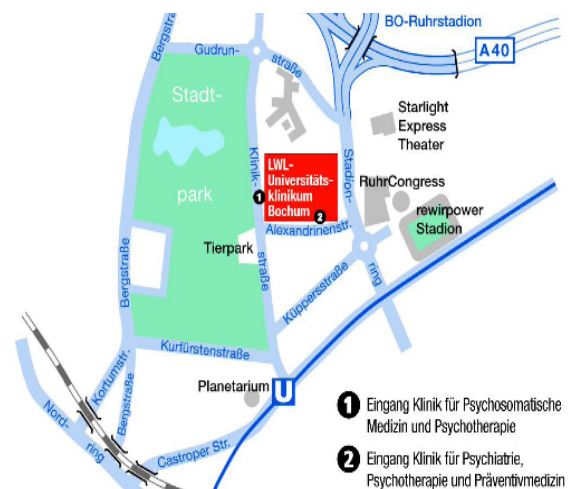 BO-Ruhrstadion
A40
Bergstraße
Gudrun-
straße
Stadt-
park
Starlight
Express
Theater
Klinik-
straße
LWL-
Universitäts-
klinikum
Bochum
1
2
Stadion-
ring
RuhrCongress
rewirpower
Stadion
Alexandrinenstr.
Tierpark
Bergstraße
Küppersstraße
Kurfürstenstraße
Kortumstr.
Bergstraße
Planetarium
U
Nord-
ring
Castroper Str.
1 Eingang Klinik für Psychosomatische
Medizin und Psychotherapie
2 Eingang Klinik für Psychiatrie,
Psychotherapie und Präventivmedizin